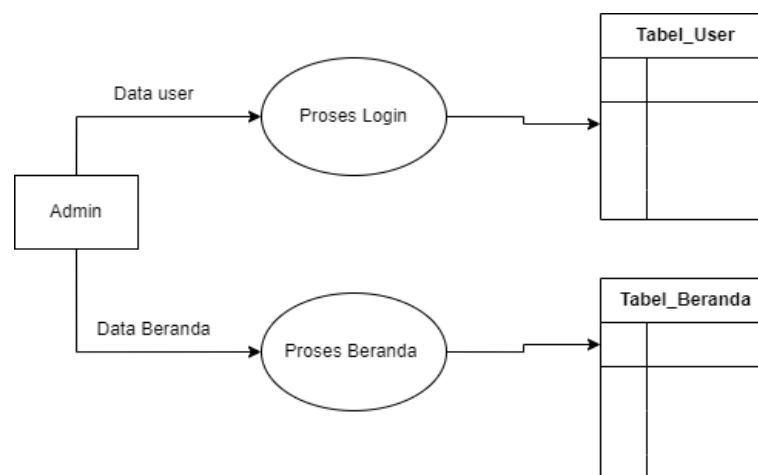 Tabel_User
Data user
Proses Login
Admin
Tabel_Beranda
Data Beranda
Proses Beranda